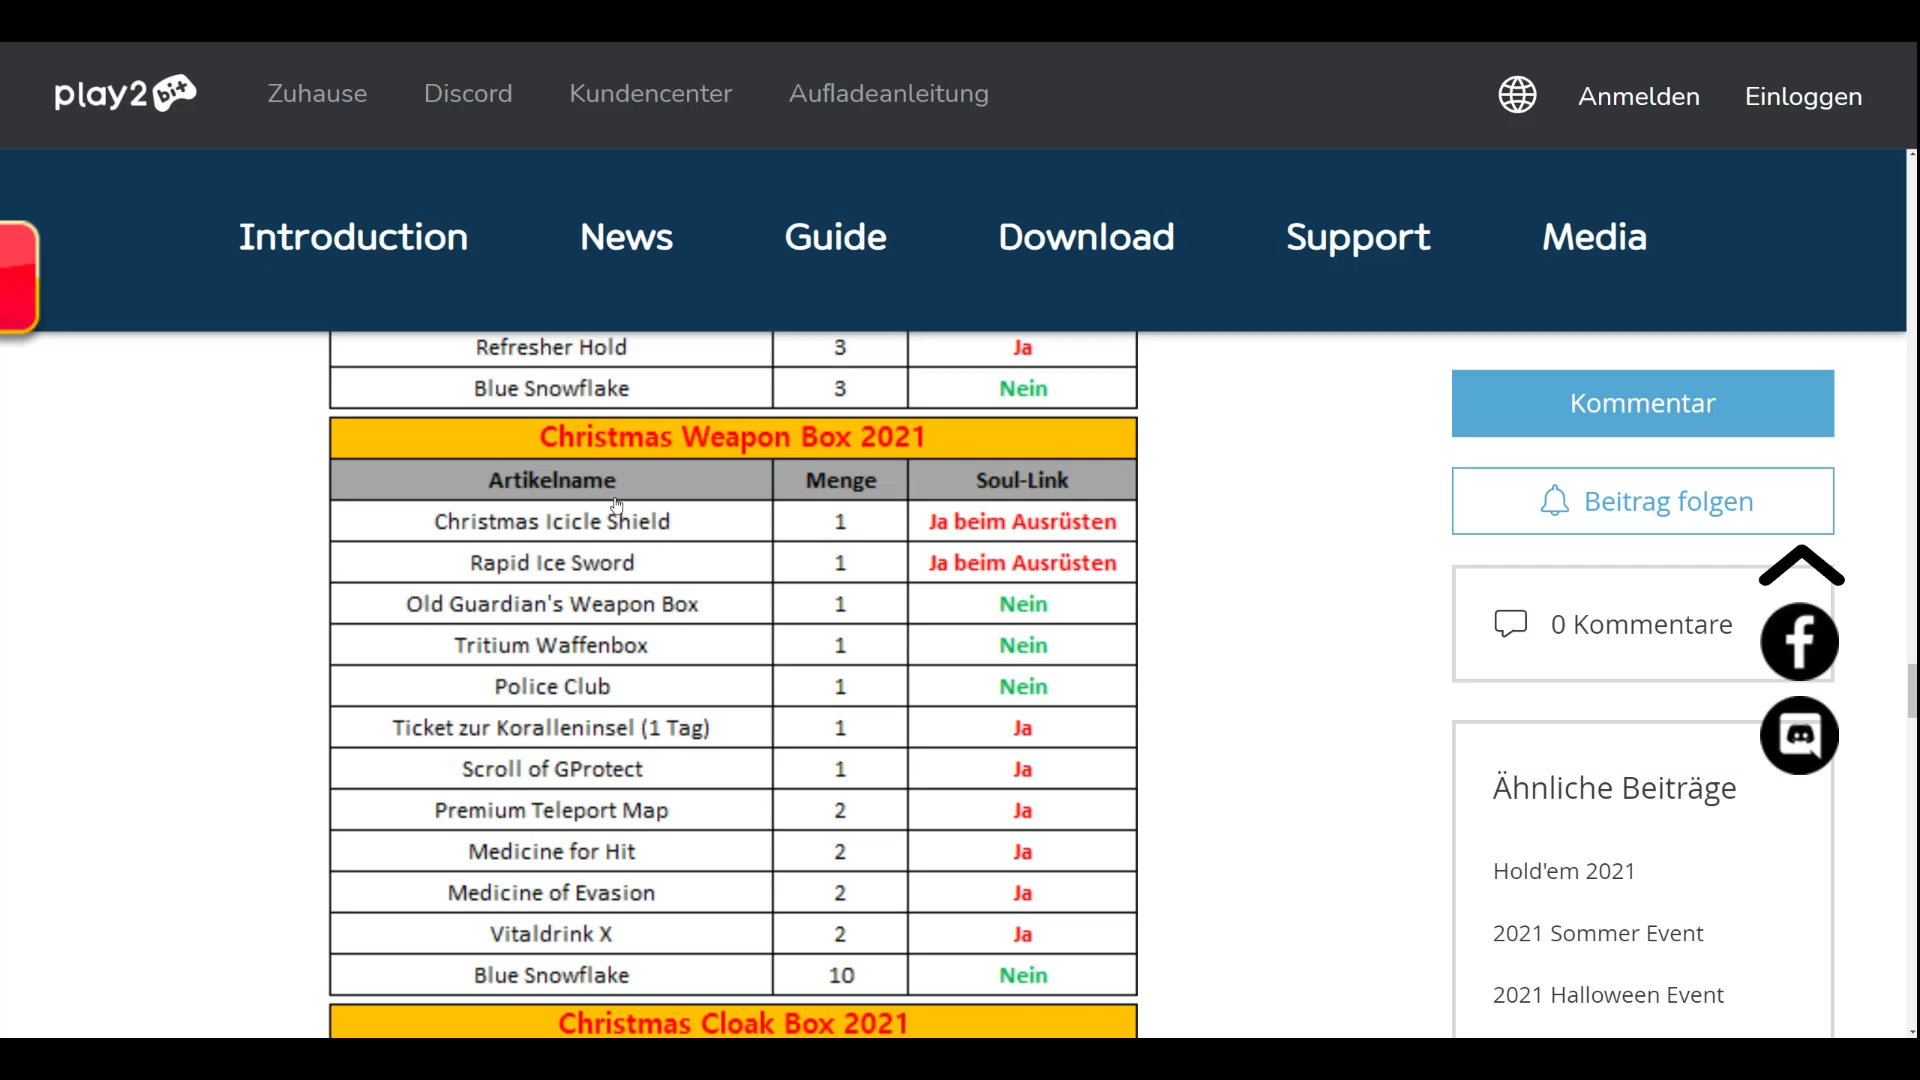 play2bit Zuhause Discord Kundencenter Aufladeanleitung Anmelden Einloggen
Introduction News Guide Download Support Media
Refresher Hold 3 Ja
Blue Snowflake 3 Nein
Christmas Weapon Box 2021
Artikelname Menge Soul-Link
Christmas Icicle Shield 1 Ja beim Ausrüsten
Rapid Ice Sword 1 Ja beim Ausrüsten
Old Guardian's Weapon Box 1 Nein
Tritium Waffenbox 1 Nein
Police Club 1 Nein
Ticket zur Koralleninsel (1 Tag) 1 Ja
Scroll of GProtect 1 Ja
Premium Teleport Map 2 Ja
Medicine for Hit 2 Ja
Medicine of Evasion 2 Ja
Vitaldrink X 2 Ja
Blue Snowflake 10 Nein
Christmas Cloak Box 2021
Kommentar
Beitrag folgen
0 Kommentare
Ähnliche Beiträge
Hold'em 2021
2021 Sommer Event
2021 Halloween Event